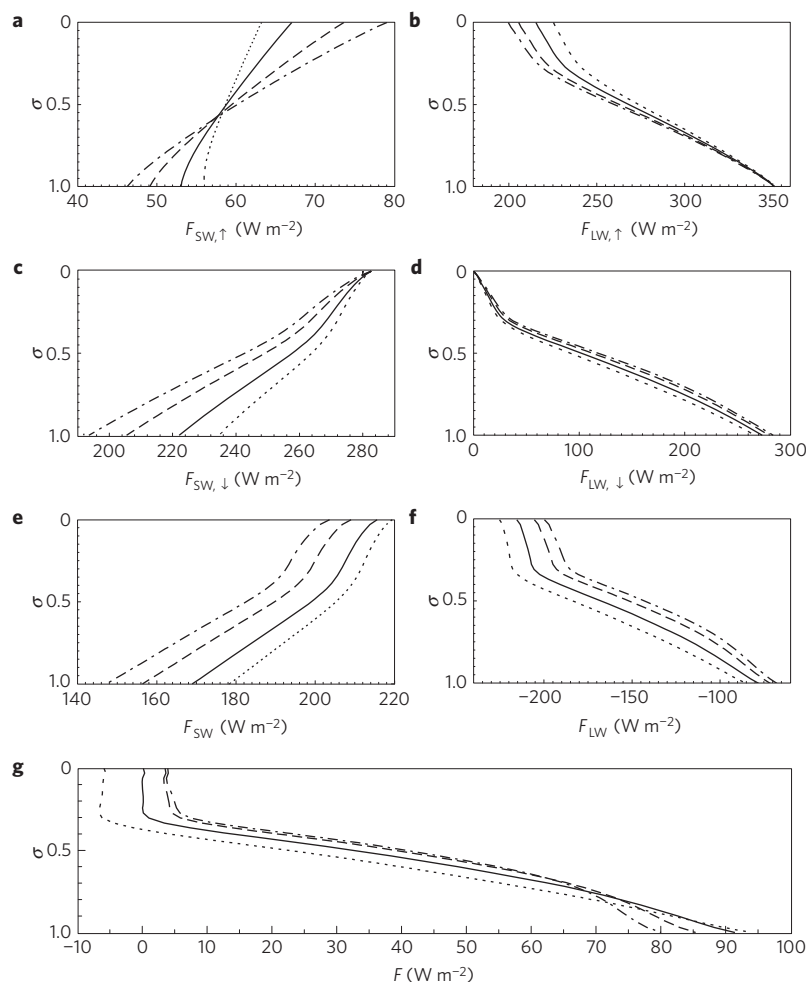 a
b
0
0.5
1.0
σ
40 50 60 70 80
F_SW,↑ (W m⁻²)
0
0.5
1.0
σ
200 250 300 350
F_LW,↑ (W m⁻²)
c
d
0
0.5
1.0
σ
200 220 240 260 280
F_SW,↓ (W m⁻²)
0
0.5
1.0
σ
0 100 200 300
F_LW,↓ (W m⁻²)
e
f
0
0.5
1.0
σ
140 160 180 200 220
F_SW (W m⁻²)
0
0.5
1.0
σ
−200 −150 −100
F_LW (W m⁻²)
g
0
0.5
1.0
σ
−10 0 10 20 30 40 50 60 70 80 90 100
F (W m⁻²)